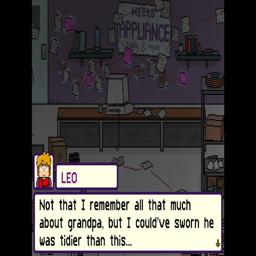 WEEKS
APPLIANCE
LEO
Not that I remember all that much
about grandpa, but I could've sworn he
was tidier than this...